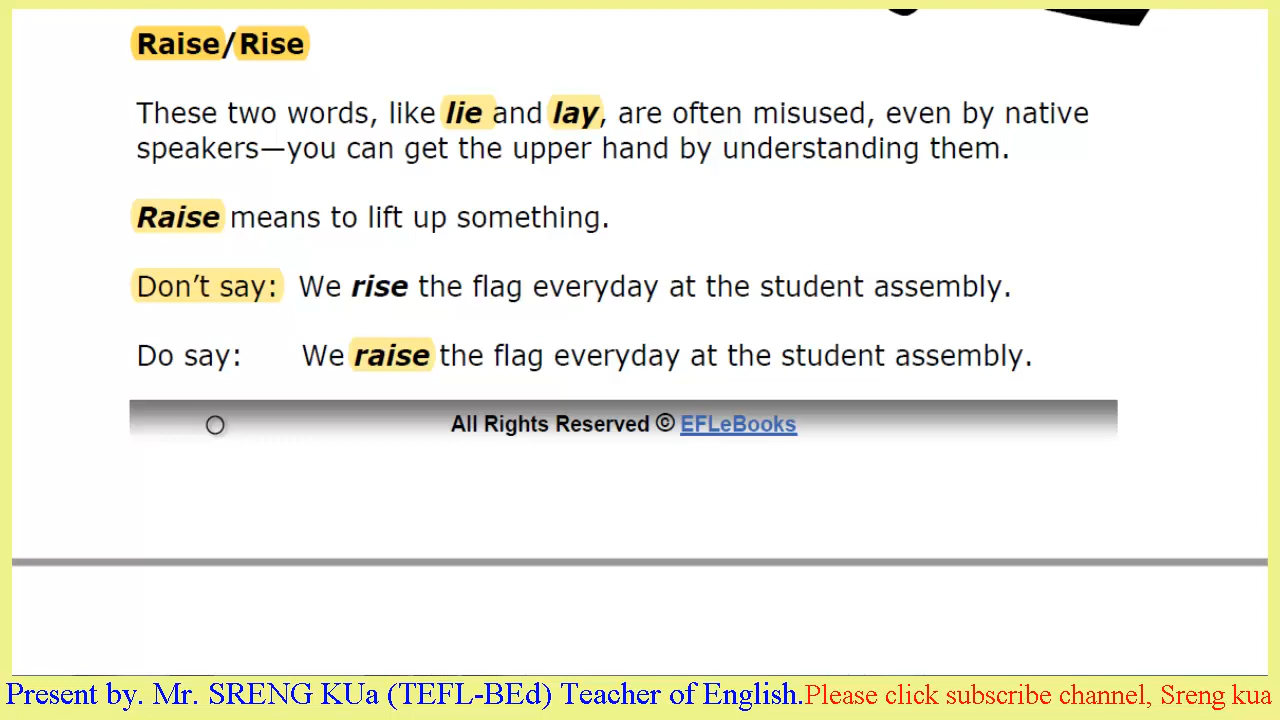 Raise/Rise
These two words, like lie and lay, are often misused, even by native
speakers—you can get the upper hand by understanding them.
Raise means to lift up something.
Don’t say: We rise the flag everyday at the student assembly.
Do say: We raise the flag everyday at the student assembly.
All Rights Reserved © EFLeBooks
Present by. Mr. SRENG KUa (TEFL-BEd) Teacher of English.Please click subscribe channel, Sreng kua